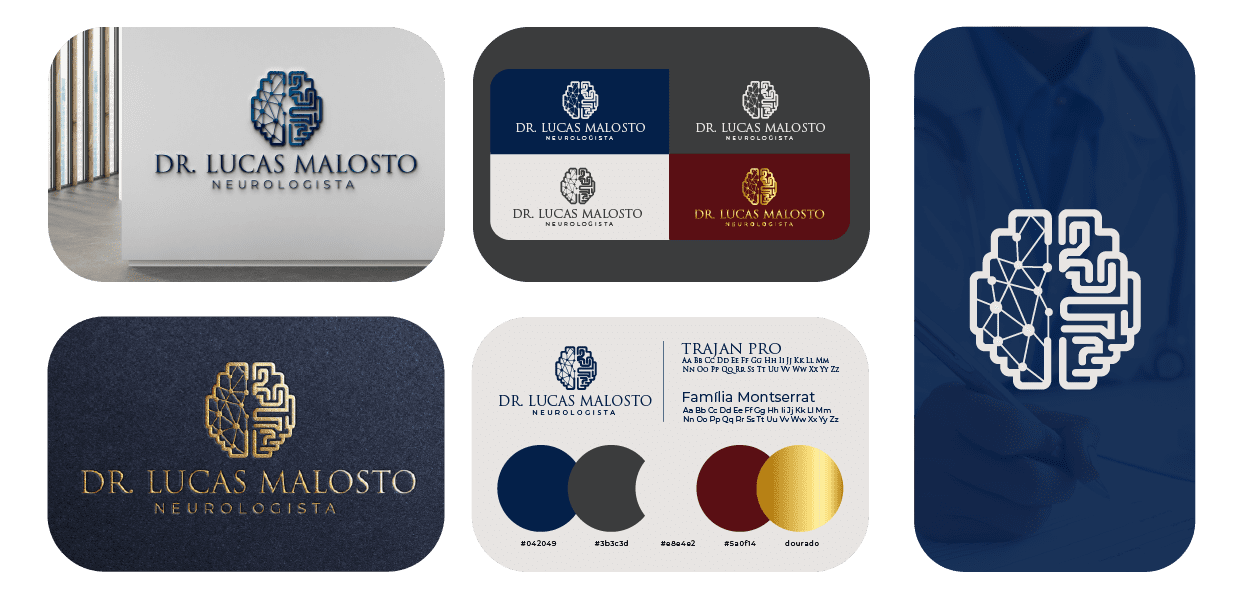 DR. LUCAS MALOSTO
NEUROLOGISTA
DR. LUCAS MALOSTO
NEUROLOGISTA
DR. LUCAS MALOSTO
NEUROLOGISTA
DR. LUCAS MALOSTO
NEUROLOGISTA
DR. LUCAS MALOSTO
NEUROLOGISTA
DR. LUCAS MALOSTO
NEUROLOGISTA
DR. LUCAS MALOSTO
NEUROLOGISTA
TRAJAN PRO
AA BB CC DD EE FF GG HH II JJ KK LL MM
NN OO PP QQ RR SS TT UU VV WW XX YY ZZ
Família Montserrat
Aa Bb Cc Dd Ee Ff Gg Hh Ii Jj Kk Ll Mm
Nn Oo Pp Qq Rr Ss Tt Uu Vv Ww Xx Yy Zz
#042049
#3b3c3d
#e8e4e2
#5a0f14
dourado